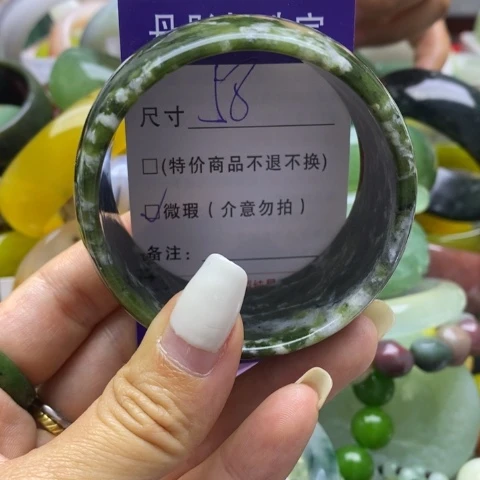 尺寸 58
□(特价商品不退不换)
☑微瑕(介意勿拍)
备注: